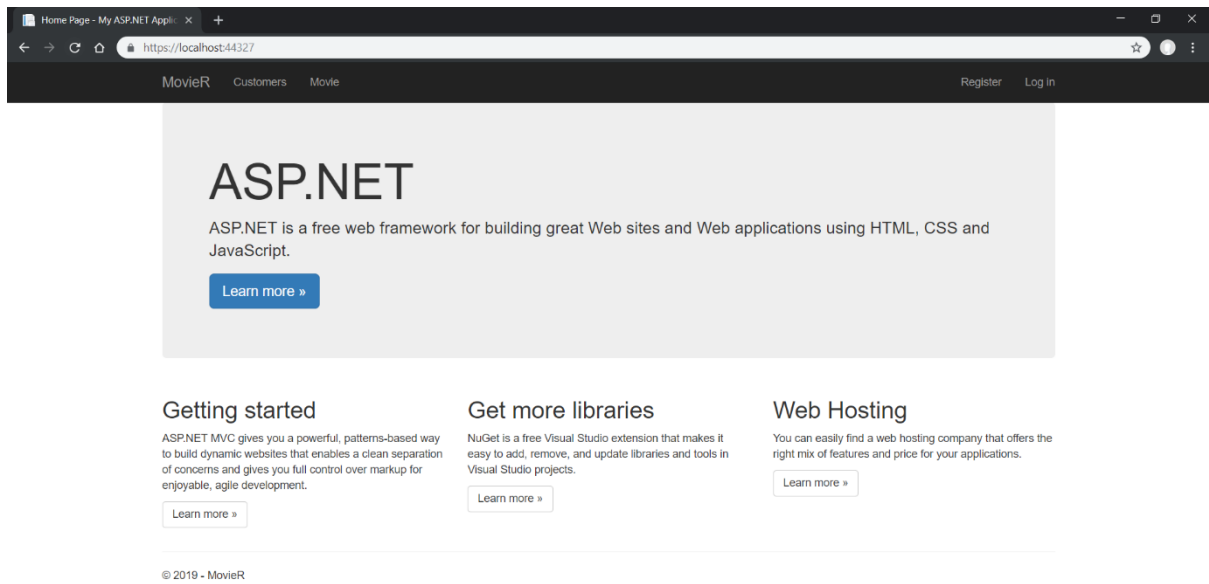 Home Page - My ASP.NET Applic
https://localhost:44327
MovieR Customers Movie Register Log in
ASP.NET
ASP.NET is a free web framework for building great Web sites and Web applications using HTML, CSS and
JavaScript.
Learn more »
Getting started
ASP.NET MVC gives you a powerful, patterns-based way
to build dynamic websites that enables a clean separation
of concerns and gives you full control over markup for
enjoyable, agile development.
Learn more »
Get more libraries
NuGet is a free Visual Studio extension that makes it
easy to add, remove, and update libraries and tools in
Visual Studio projects.
Learn more »
Web Hosting
You can easily find a web hosting company that offers the
right mix of features and price for your applications.
Learn more »
© 2019 - MovieR